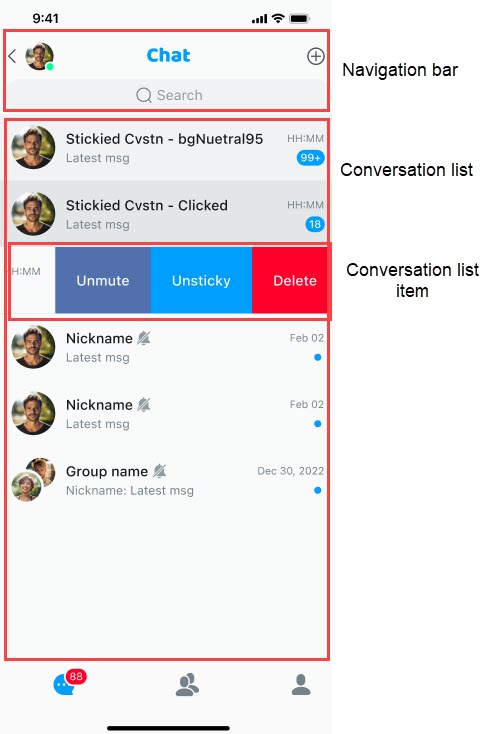 9:41
Chat
Navigation bar
Search
Stickied Cvstn - bgNuetral95
HH:MM
Latest msg
99+
Conversation list
Stickied Cvstn - Clicked
HH:MM
Latest msg
18
H:MM
Unmute
Unsticky
Delete
Conversation list
item
Nickname
Feb 02
Latest msg
Nickname
Feb 02
Latest msg
Group name
Dec 30, 2022
Nickname: Latest msg
88